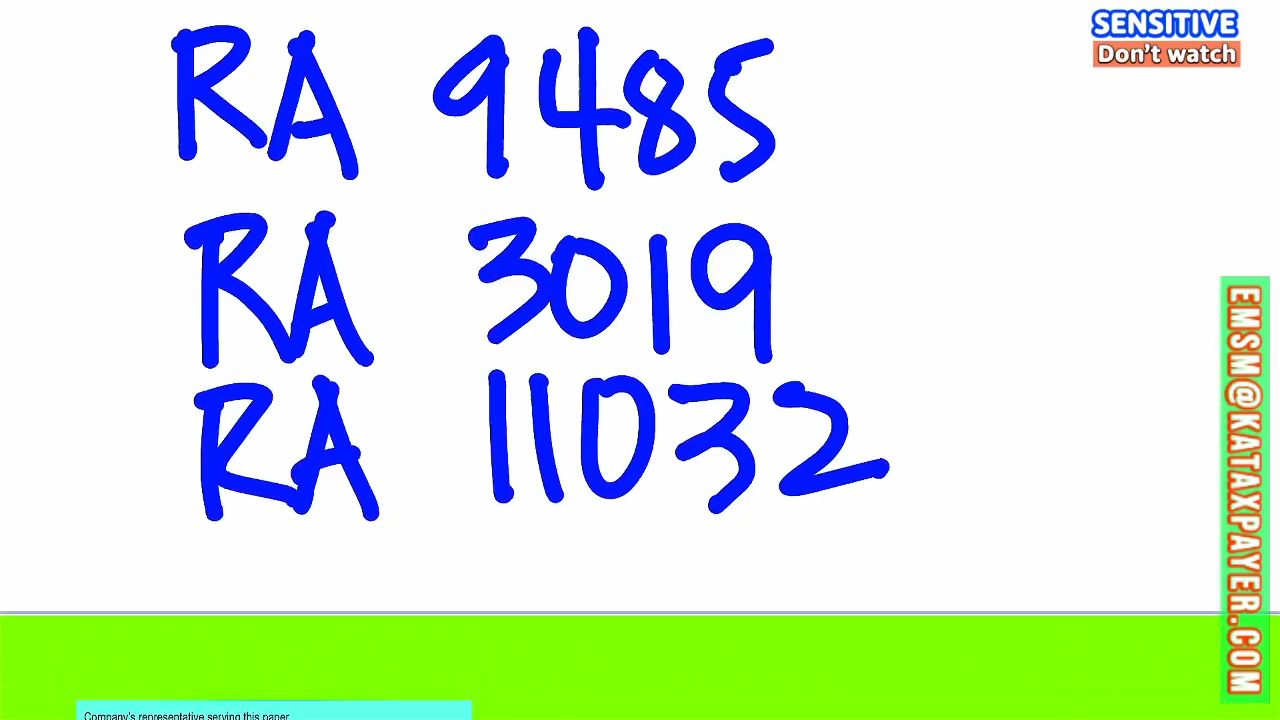 SENSITIVE
Don't watch
RA 9485
RA 3019
RA 11032
EMSM@KATAXPAYER.COM
Company's representative serving this paper